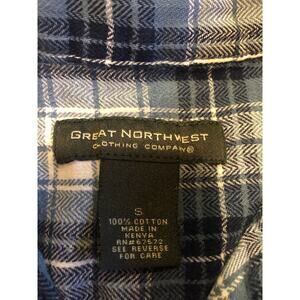 GREAT NORTHWEST
CLOTHING COMPANY®
S
100% COTTON
MADE IN
KENYA
RN#67572
SEE REVERSE
FOR CARE